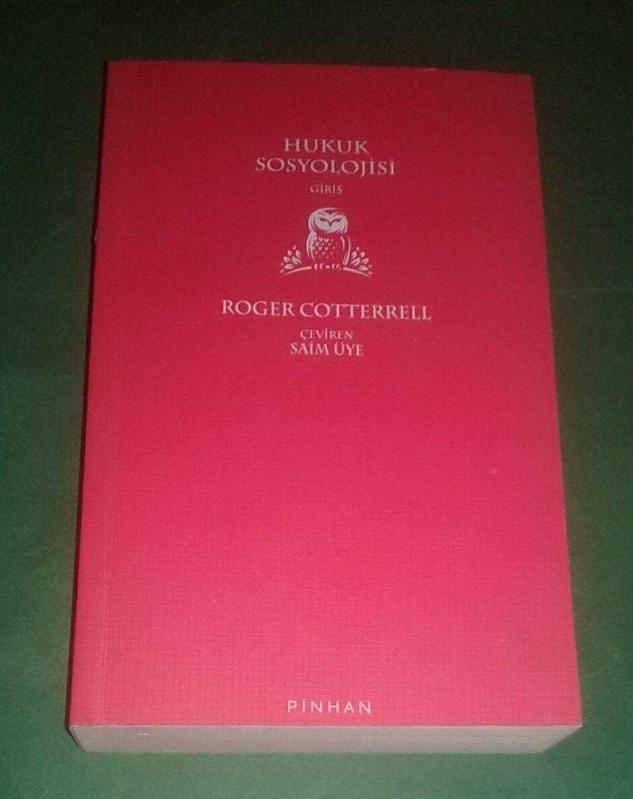 HUKUK
SOSYOLOJİSİ
GİRİŞ
ROGER COTTERRELL
ÇEVİREN
SAİM ÜYE
PİNHAN